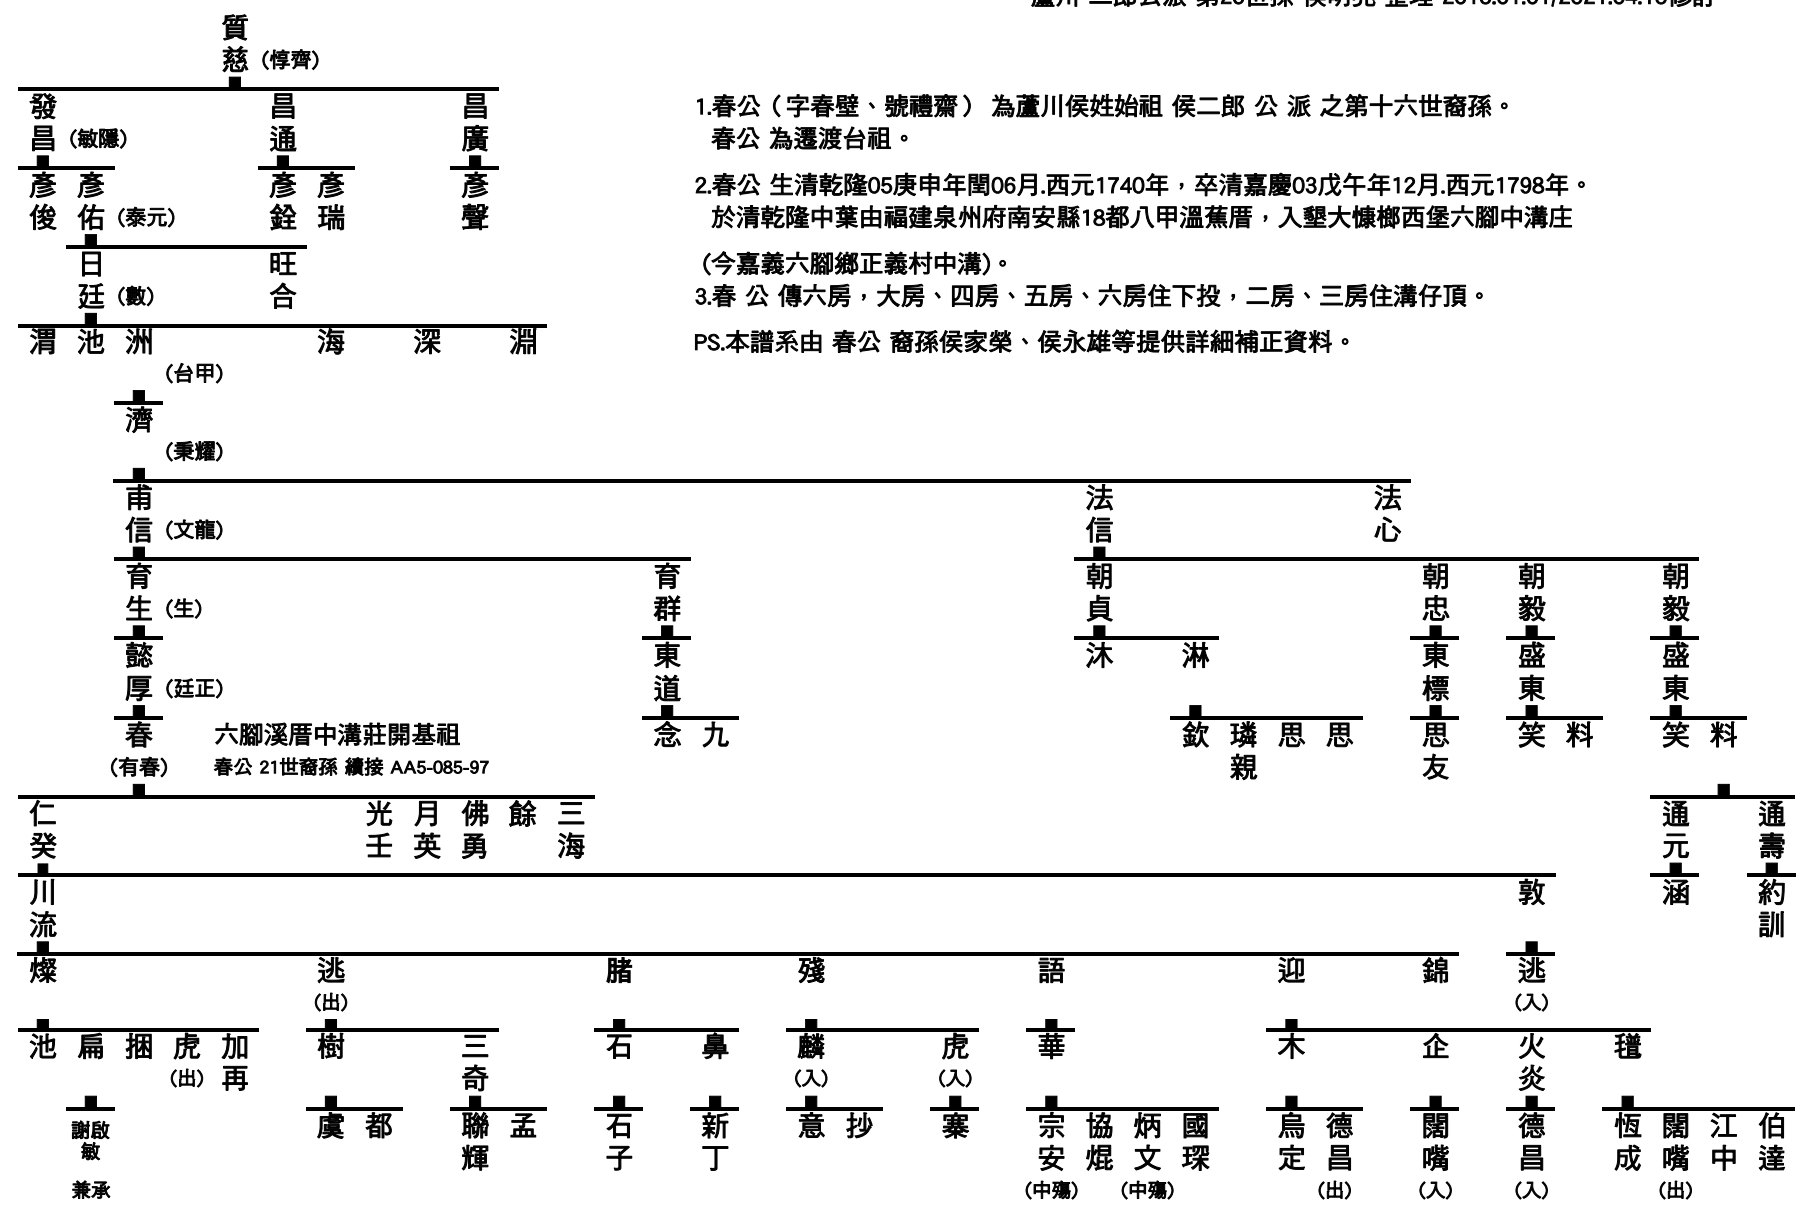 質慈 (惇齊)
發昌 (敏隱) 昌通 昌廣
彥俊 彥佑 (泰元) 彥銓 彥瑞 彥聲
日廷 (數) 旺合
渭 池 洲 海 深 淵
(台甲)
濟
(秉耀)
甫信 (文龍) 法信 法心
育生 (生) 育群 朝貞 朝忠 朝毅 朝毅
懿厚 (廷正) 東道 沐 淋 東標 盛東 盛東
春 六腳溪厝中溝莊開基祖 念 九 欽 璘親 思 思 思友 笑 料 笑 料
(有春) 春公 21世裔孫 續接 AA5-085-97
仁癸 光壬 月英 佛勇 餘 三海 通元 通壽
川流 敦 涵 約訓
燦 逃 賭 殘 語 迎 錦 逃
(出) (入)
池 扁 捆 虎 加再 樹 三奇 石 鼻 麟 虎 華 木 企 火炎
(出) (入) (入)
謝啟敏 虞 都 聯輝 孟 石子 新丁 意 抄 寨 宗安 協焜 炳文 國琛 烏定 德昌 闊嘴 德昌 恆成 闊嘴 江中 伯達
兼承 (中殤) (中殤) (出) (入) (入) (出)
1.春公（字春壁、號禮齋） 為蘆川侯姓始祖 侯二郎 公 派 之第十六世裔孫。
春公 為遷渡台祖。
2.春公 生清乾隆05庚申年閏06月.西元1740年，卒清嘉慶03戊午年12月.西元1798年。
於清乾隆中葉由福建泉州府南安縣18都八甲溫蕉厝，入墾大慷榔西堡六腳中溝庄
(今嘉義六腳鄉正義村中溝)。
3.春 公 傳六房，大房、四房、五房、六房住下投，二房、三房住溝仔頂。
PS.本譜系由 春公 裔孫侯家榮、侯永雄等提供詳細補正資料。